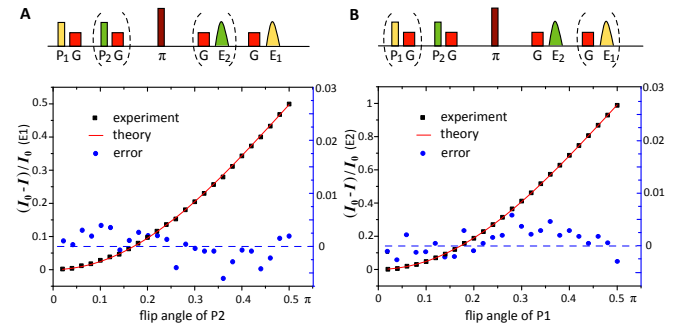 A
P1 G P2 G π G E2 G E1
(I0 - I) / I0 (E1)
0.5
0.4
0.3
0.2
0.1
0
experiment
theory
error
0.03
0.02
0.01
0
0 0.1 0.2 0.3 0.4 0.5 π
flip angle of P2
B
P1 G P2 G π G E2 G E1
(I0 - I) / I0 (E2)
1
0.8
0.6
0.4
0.2
0
experiment
theory
error
0.03
0.02
0.01
0
0 0.1 0.2 0.3 0.4 0.5 π
flip angle of P1